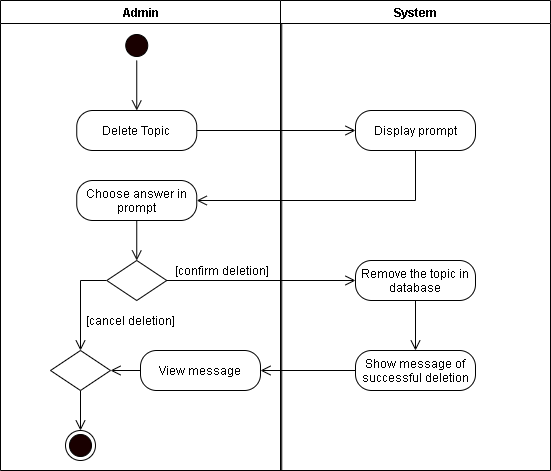 Admin
System
Delete Topic
Display prompt
Choose answer in
prompt
[confirm deletion]
Remove the topic in
database
[cancel deletion]
View message
Show message of
successful deletion